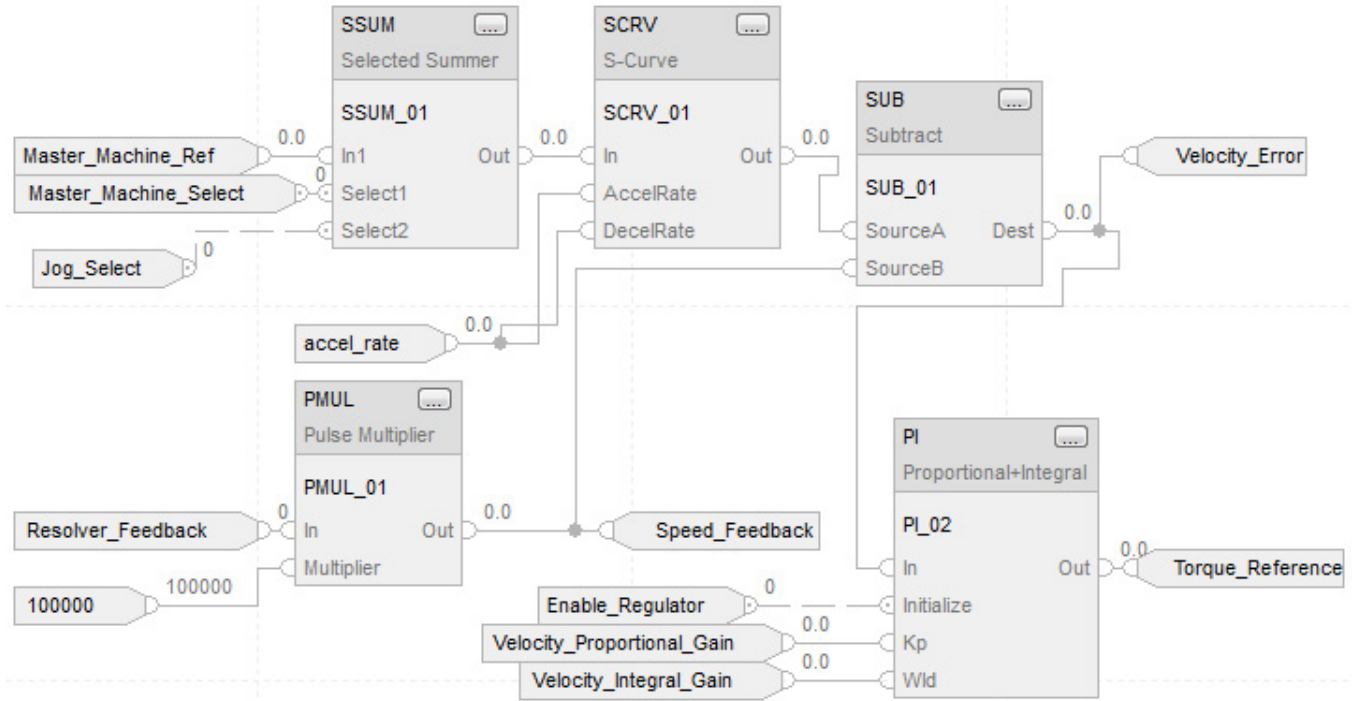 SSUM ...
Selected Summer
SSUM_01
In1 Out
Select1
Select2
0.0
Master_Machine_Ref
0
Master_Machine_Select
0
Jog_Select
0.0
SCRV ...
S-Curve
SCRV_01
In Out
AccelRate
DecelRate
0.0
SUB ...
Subtract
SUB_01
SourceA Dest
SourceB
0.0
Velocity_Error
accel_rate
0.0
PMUL ...
Pulse Multiplier
PMUL_01
In Out
Multiplier
Resolver_Feedback
0
100000
100000
0.0
Speed_Feedback
PI ...
Proportional+Integral
PI_02
In Out
Initialize
Kp
Wld
Enable_Regulator
0
Velocity_Proportional_Gain
0.0
Velocity_Integral_Gain
0.0
0.0
Torque_Reference